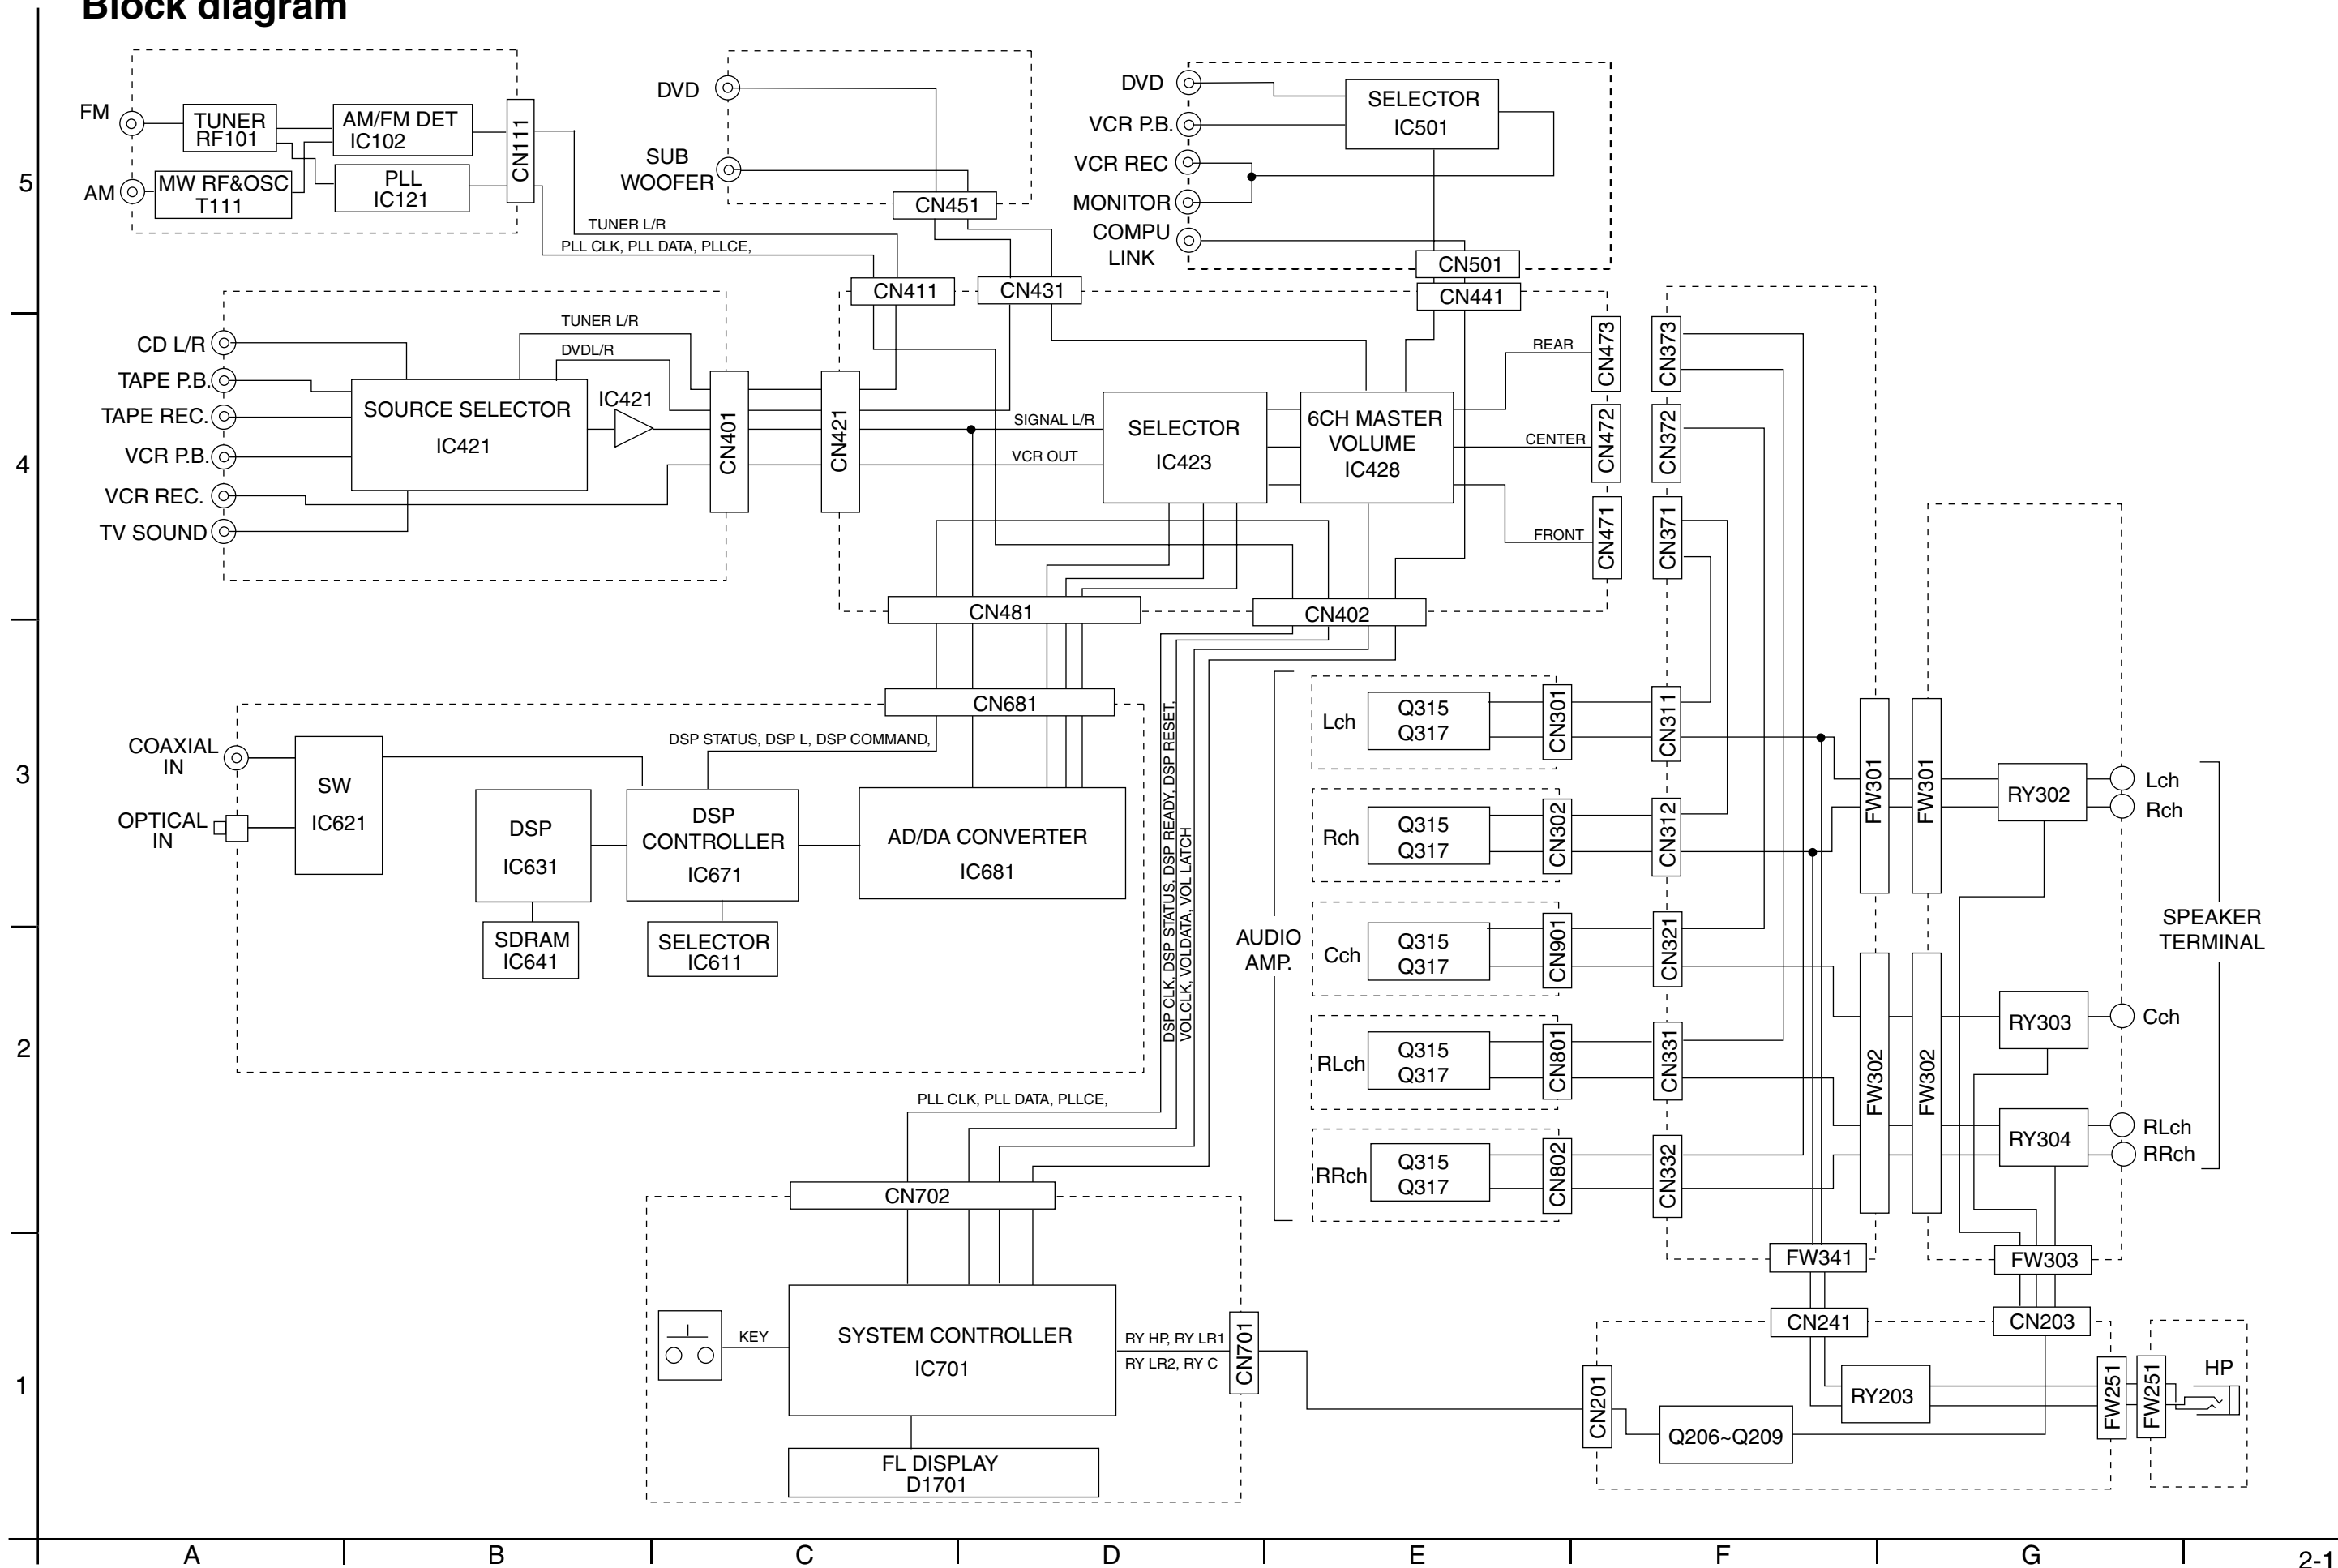 Block diagram
FM
AM
TUNER
RF101
AM/FM DET
IC102
MW RF&OSC
T111
PLL
IC121
CN111
TUNER L/R
PLL CLK, PLL DATA, PLLCE,
DVD
SUB
WOOFER
CN451
DVD
VCR P.B.
VCR REC
MONITOR
COMPU
LINK
SELECTOR
IC501
CN501
CN441
CN411
CN431
5
CD L/R
TAPE P.B.
TAPE REC.
VCR P.B.
VCR REC.
TV SOUND
TUNER L/R
DVDL/R
SOURCE SELECTOR
IC421
IC421
CN401
CN421
SIGNAL L/R
VCR OUT
SELECTOR
IC423
6CH MASTER
VOLUME
IC428
REAR
CENTER
FRONT
CN473
CN472
CN471
CN373
CN372
CN371
4
CN481
CN402
CN681
COAXIAL
IN
OPTICAL
IN
SW
IC621
DSP STATUS, DSP L, DSP COMMAND,
DSP
IC631
DSP
CONTROLLER
IC671
AD/DA CONVERTER
IC681
SDRAM
IC641
SELECTOR
IC611
DSP CLK, DSP STATUS, DSP READY, DSP RESET,
VOLCLK, VOLDATA, VOL LATCH
3
AUDIO
AMP.
Lch
Q315
Q317
CN301
CN311
Rch
Q315
Q317
CN302
CN312
Cch
Q315
Q317
CN901
CN321
RLch
Q315
Q317
CN801
CN331
RRch
Q315
Q317
CN802
CN332
FW301
FW301
FW302
FW302
RY302
RY303
RY304
Lch
Rch
Cch
RLch
RRch
SPEAKER
TERMINAL
2
PLL CLK, PLL DATA, PLLCE,
CN702
FW341
FW303
CN241
CN203
KEY
SYSTEM CONTROLLER
IC701
RY HP, RY LR1
RY LR2, RY C
CN701
FL DISPLAY
D1701
CN201
Q206~Q209
RY203
FW251
FW251
HP
1
A
B
C
D
E
F
G
2-1